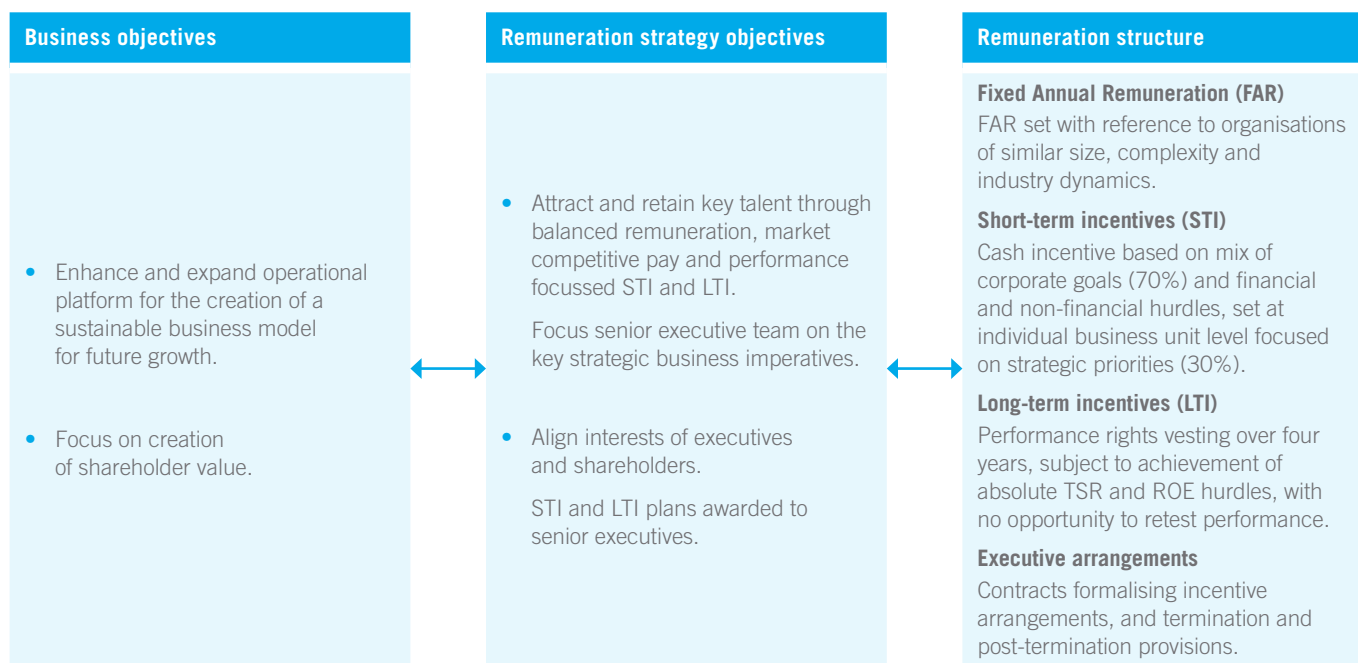 Business objectives
• Enhance and expand operational
platform for the creation of a
sustainable business model
for future growth.
• Focus on creation
of shareholder value.
Remuneration strategy objectives
• Attract and retain key talent through
balanced remuneration, market
competitive pay and performance
focussed STI and LTI.
Focus senior executive team on the
key strategic business imperatives.
• Align interests of executives
and shareholders.
STI and LTI plans awarded to
senior executives.
Remuneration structure
Fixed Annual Remuneration (FAR)
FAR set with reference to organisations
of similar size, complexity and
industry dynamics.
Short-term incentives (STI)
Cash incentive based on mix of
corporate goals (70%) and financial
and non-financial hurdles, set at
individual business unit level focused
on strategic priorities (30%).
Long-term incentives (LTI)
Performance rights vesting over four
years, subject to achievement of
absolute TSR and ROE hurdles, with
no opportunity to retest performance.
Executive arrangements
Contracts formalising incentive
arrangements, and termination and
post-termination provisions.